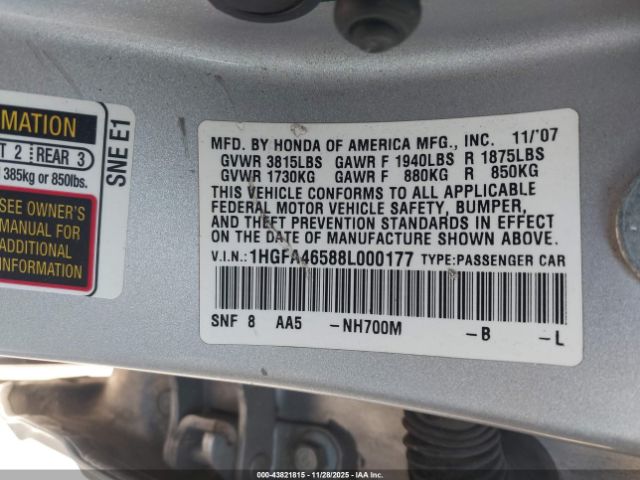 MATION
T 2 REAR 3
385kg or 850lbs.
SEE OWNER'S
MANUAL FOR
ADDITIONAL
INFORMATION
SNE E1
MFD. BY HONDA OF AMERICA MFG., INC. 11/'07
GVWR 3815LBS GAWR F 1940LBS R 1875LBS
GVWR 1730KG GAWR F 880KG R 850KG
THIS VEHICLE CONFORMS TO ALL APPLICABLE
FEDERAL MOTOR VEHICLE SAFETY, BUMPER,
AND THEFT PREVENTION STANDARDS IN EFFECT
ON THE DATE OF MANUFACTURE SHOWN ABOVE.
V.I.N.: 1HGFA46588L000177 TYPE:PASSENGER CAR
SNF 8 AA5 -NH700M -B -L
000-43821815 - 11/28/2025 - IAAI.COM